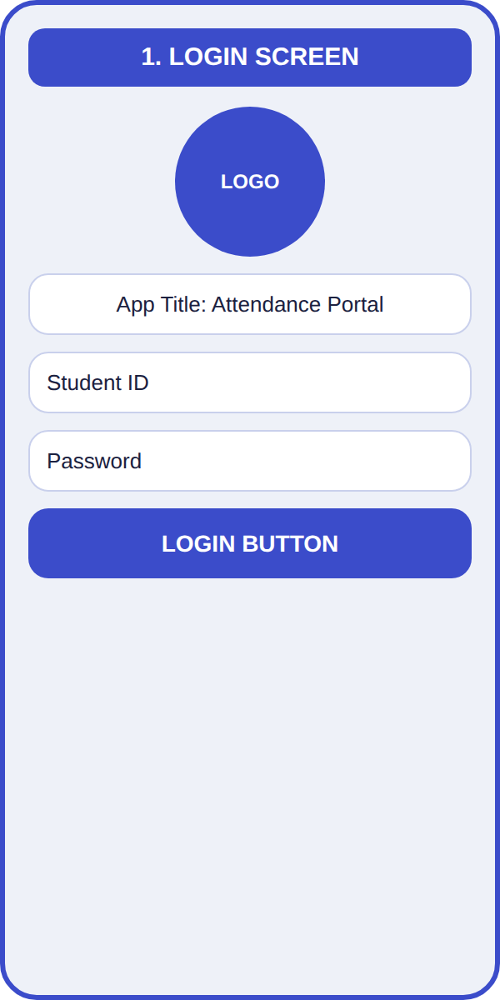 1. LOGIN SCREEN
LOGO
App Title: Attendance Portal
Student ID
Password
LOGIN BUTTON